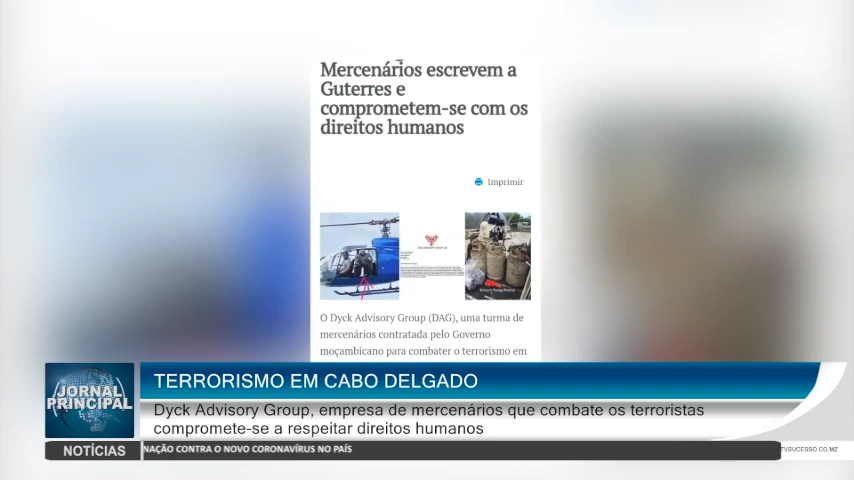 Mercenários escrevem a
Guterres e
comprometem-se com os
direitos humanos
Imprimir
O Dyck Advisory Group (DAG), uma turma de
mercenários contratada pelo Governo
moçambicano para combater o terrorismo em
JORNAL
PRINCIPAL
TERRORISMO EM CABO DELGADO
Dyck Advisory Group, empresa de mercenários que combate os terroristas
compromete-se a respeitar direitos humanos
NOTÍCIAS
NAÇÃO CONTRA O NOVO CORONAVÍRUS NO PAÍS
TVSUCESSO.CO.MZ